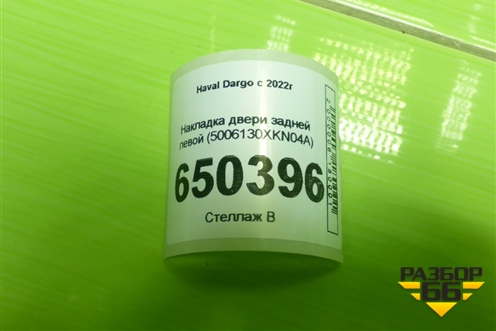 Haval Dargo с 2022г
Накладка двери задней
левой (5006130XKN04A)
650396
Стеллаж В
РАЗБОР
66